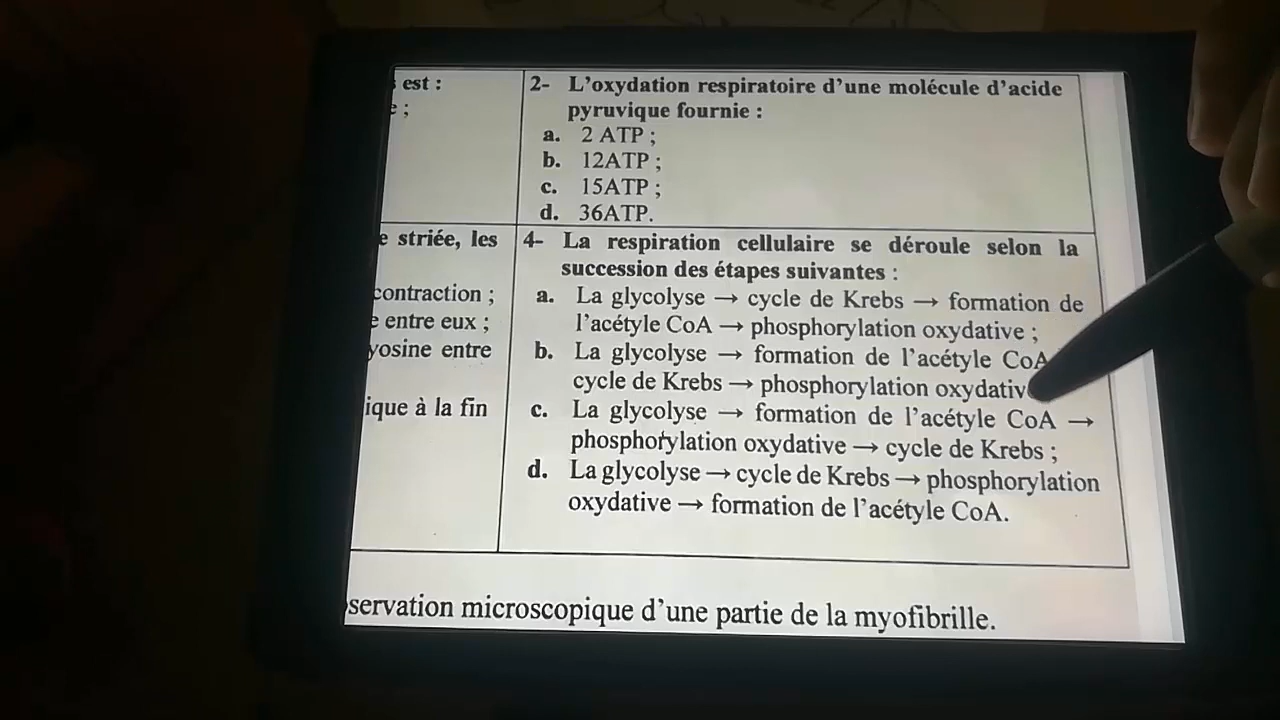 est :
;
2- L'oxydation respiratoire d'une molécule d'acide
pyruvique fournie :
a. 2 ATP ;
b. 12ATP ;
c. 15ATP ;
d. 36ATP.
striée, les
contraction ;
entre eux ;
entre
ique à la fin
4- La respiration cellulaire se déroule selon la
succession des étapes suivantes :
a. La glycolyse → cycle de Krebs → formation de
l'acétyle CoA → phosphorylation oxydative ;
b. La glycolyse → formation de l'acétyle CoA
cycle de Krebs → phosphorylation oxydativ
c. La glycolyse → formation de l'acétyle CoA →
phosphorylation oxydative → cycle de Krebs ;
d. La glycolyse → cycle de Krebs → phosphorylation
oxydative → formation de l'acétyle CoA.
servation microscopique d'une partie de la myofibrille.